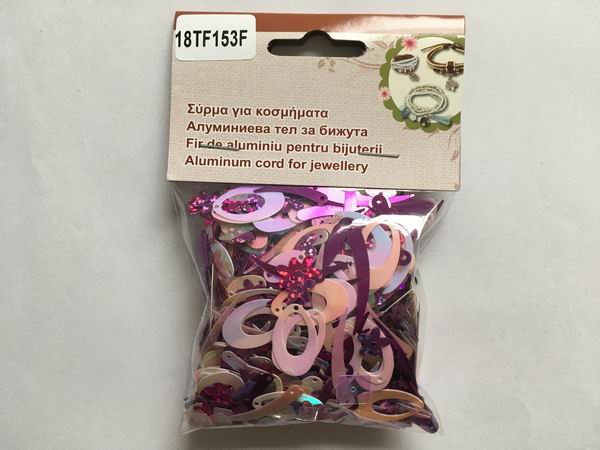 18TF153F
Σύρμα για κοσμήματα
Алуминиева тел за бижута
Fir de aluminiu pentru bijuterii
Aluminum cord for jewellery